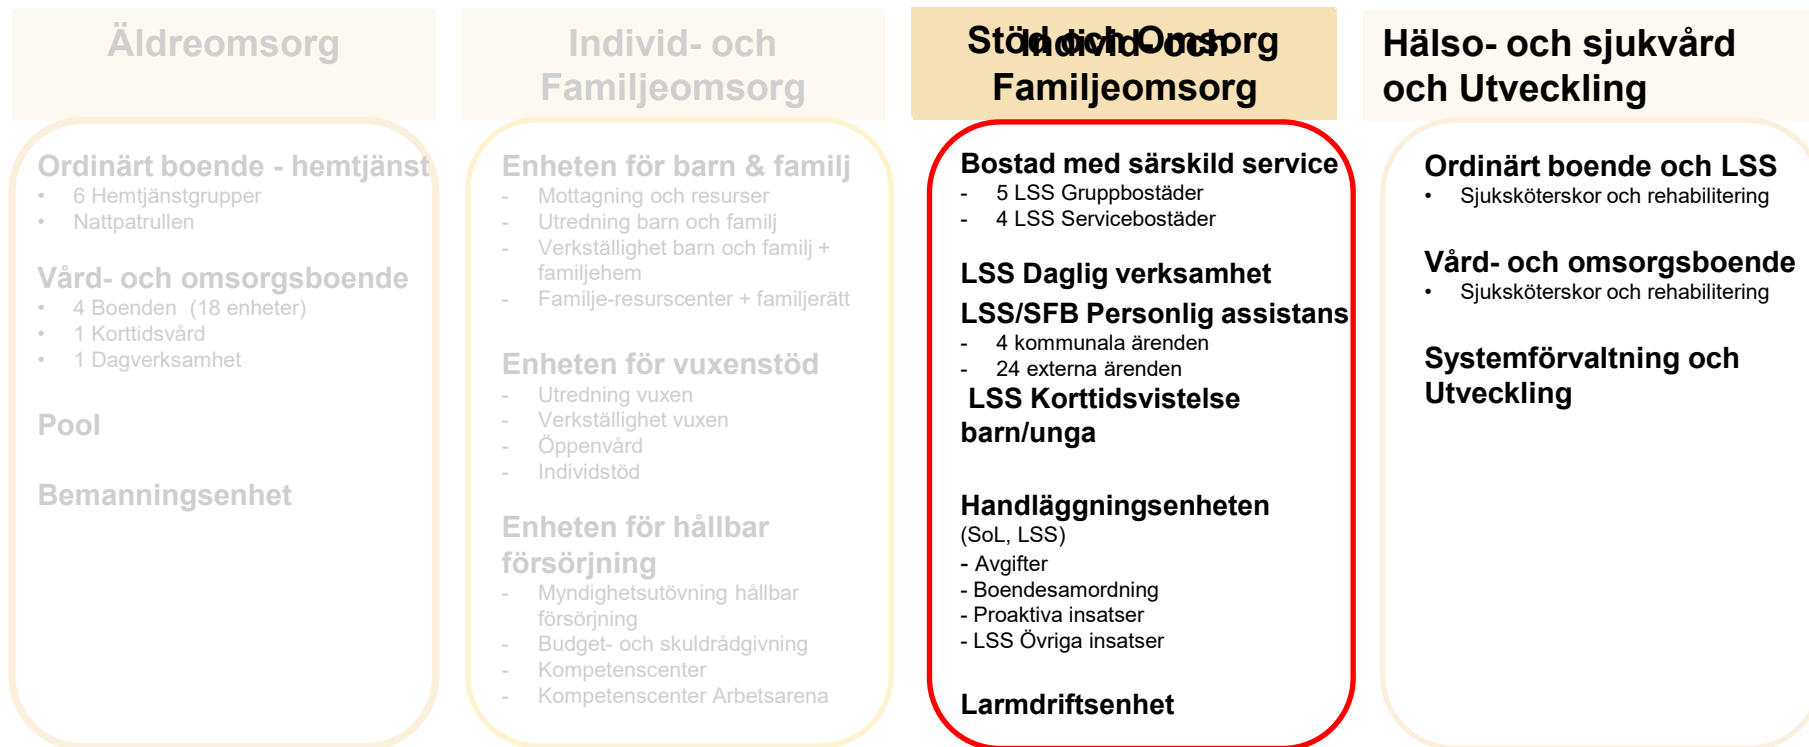 Äldreomsorg
Ordinärt boende - hemtjänst
• 6 Hemtjänstgrupper
• Nattpatrullen
Vård- och omsorgsboende
• 4 Boenden (18 enheter)
• 1 Korttidsvård
• 1 Dagverksamhet
Pool
Bemanningsenhet
Individ- och
Familjeomsorg
Enheten för barn & familj
- Mottagning och resurser
- Utredning barn och familj
- Verkställighet barn och familj +
familjehem
- Familje-resurscenter + familjerätt
Enheten för vuxenstöd
- Utredning vuxen
- Verkställighet vuxen
- Öppenvård
- Individstöd
Enheten för hållbar
försörjning
- Myndighetsutövning hållbar
försörjning
- Budget- och skuldrådgivning
- Kompetenscenter
- Kompetenscenter Arbetsarena
Stöd och Omsorg
Individ- och
Familjeomsorg
Bostad med särskild service
- 5 LSS Gruppbostäder
- 4 LSS Servicebostäder
LSS Daglig verksamhet
LSS/SFB Personlig assistans
- 4 kommunala ärenden
- 24 externa ärenden
LSS Korttidsvistelse
barn/unga
Handläggningsenheten
(SoL, LSS)
- Avgifter
- Boendesamordning
- Proaktiva insatser
- LSS Övriga insatser
Larmdriftsenhet
Hälso- och sjukvård
och Utveckling
Ordinärt boende och LSS
• Sjuksköterskor och rehabilitering
Vård- och omsorgsboende
• Sjuksköterskor och rehabilitering
Systemförvaltning och
Utveckling